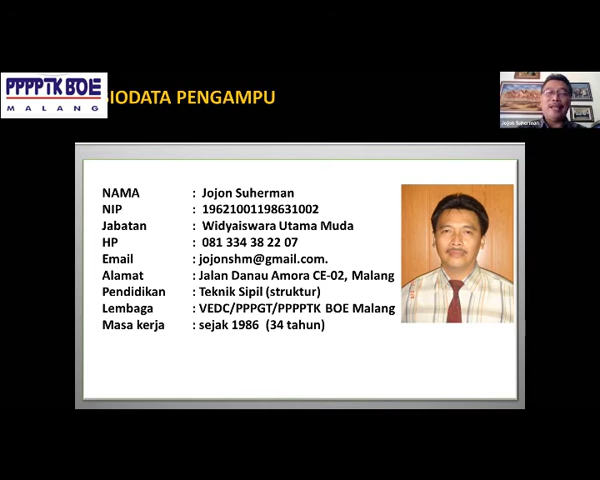 PPPPTK BOE
MALANG
BIODATA PENGAMPU
Jojon Suherman
NAMA : Jojon Suherman
NIP : 19621001198631002
Jabatan : Widyaiswara Utama Muda
HP : 081 334 38 22 07
Email : jojonshm@gmail.com.
Alamat : Jalan Danau Amora CE-02, Malang
Pendidikan : Teknik Sipil (struktur)
Lembaga : VEDC/PPPGT/PPPPTK BOE Malang
Masa kerja : sejak 1986 (34 tahun)